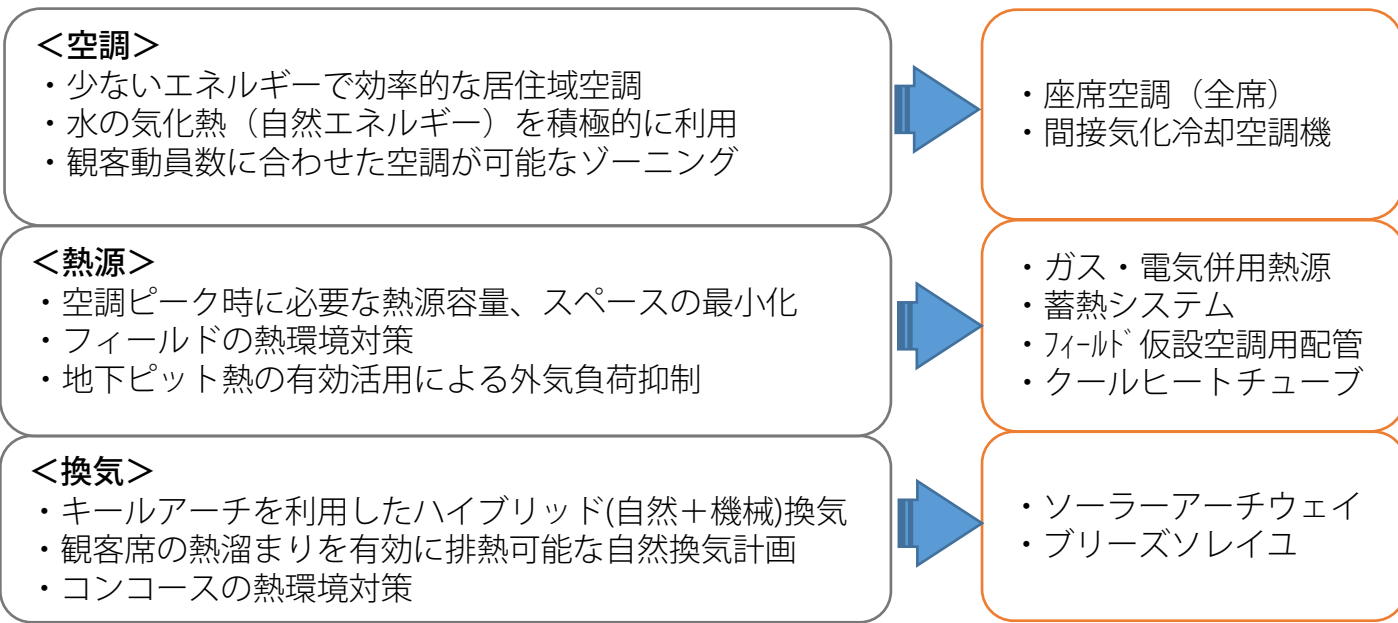 ＜空調＞
・少ないエネルギーで効率的な居住域空調
・水の気化熱（自然エネルギー）を積極的に利用
・観客動員数に合わせた空調が可能なゾーニング
・座席空調（全席）
・間接気化冷却空調機
＜熱源＞
・空調ピーク時に必要な熱源容量、スペースの最小化
・フィールドの熱環境対策
・地下ピット熱の有効活用による外気負荷抑制
・ガス・電気併用熱源
・蓄熱システム
・ﾌｨｰﾙﾄﾞ仮設空調用配管
・クールヒートチューブ
＜換気＞
・キールアーチを利用したハイブリッド(自然＋機械)換気
・観客席の熱溜まりを有効に排熱可能な自然換気計画
・コンコースの熱環境対策
・ソーラーアーチウェイ
・ブリーズソレイユ